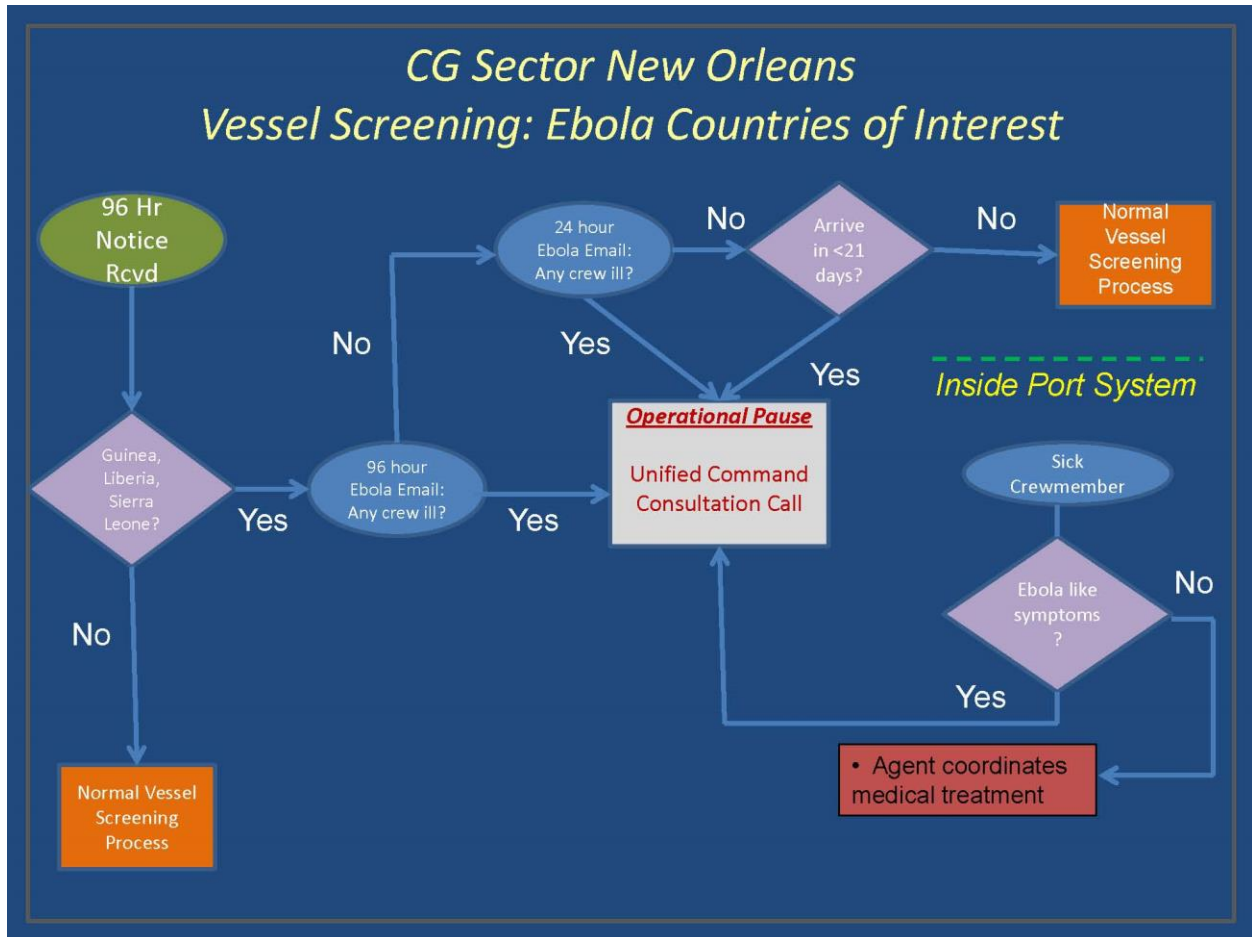 CG Sector New Orleans
Vessel Screening: Ebola Countries of Interest
96 Hr
Notice
Rcvd
Guinea,
Liberia,
Sierra
Leone?
Yes
No
Normal Vessel
Screening
Process
96 hour
Ebola Email:
Any crew ill?
No
Yes
24 hour
Ebola Email:
Any crew ill?
No
Yes
Arrive
in <21
days?
No
Yes
Normal
Vessel
Screening
Process
Operational Pause
Unified Command
Consultation Call
Inside Port System
Sick
Crewmember
Ebola like
symptoms
?
No
Yes
• Agent coordinates
medical treatment